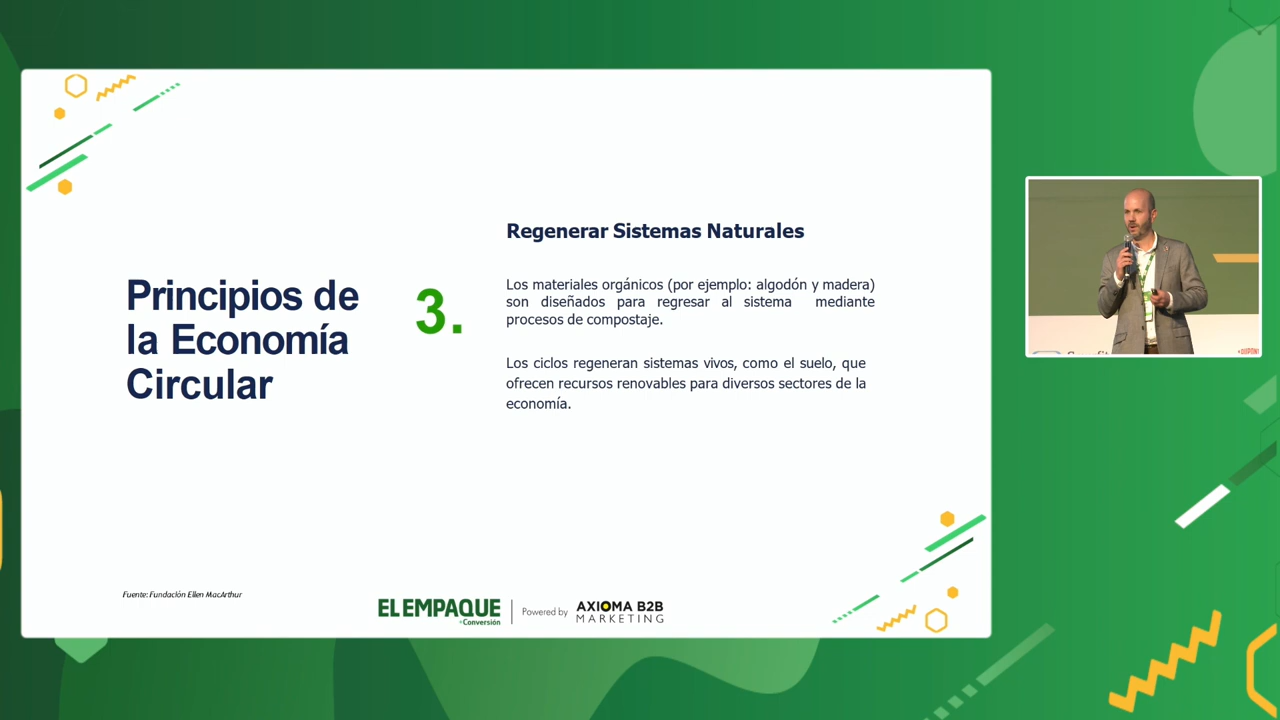 Principios de
la Economía
Circular
3.
Regenerar Sistemas Naturales
Los materiales orgánicos (por ejemplo: algodón y madera)
son diseñados para regresar al sistema mediante
procesos de compostaje.
Los ciclos regeneran sistemas vivos, como el suelo, que
ofrecen recursos renovables para diversos sectores de la
economía.
Fuente: Fundación Ellen MacArthur
EL EMPAQUE
+Conversión
Powered by
AXIOMA B2B
MARKETING